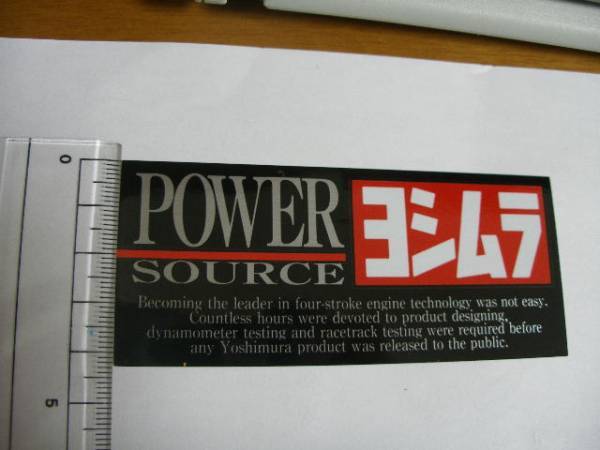 POWER
SOURCE
ヨシムラ
Becoming the leader in four-stroke engine technology was not easy.
Countless hours were devoted to product designing,
dynamometer testing and racetrack testing were required before
any Yoshimura product was released to the public.
0
5